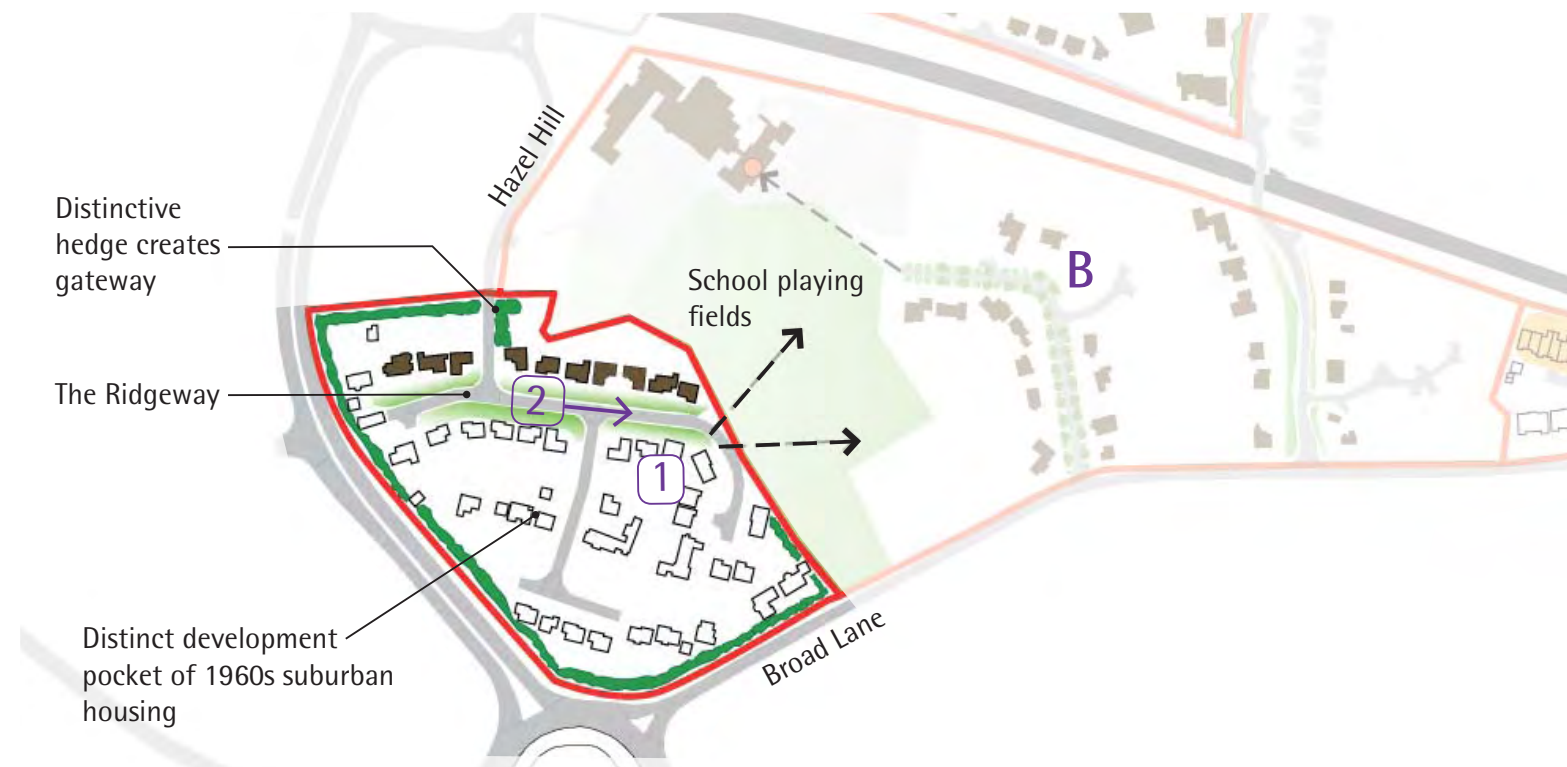 Hazel Hill
Distinctive
hedge creates
gateway
B
School playing
fields
The Ridgeway
2
1
Distinct development
pocket of 1960s suburban
housing
Broad Lane